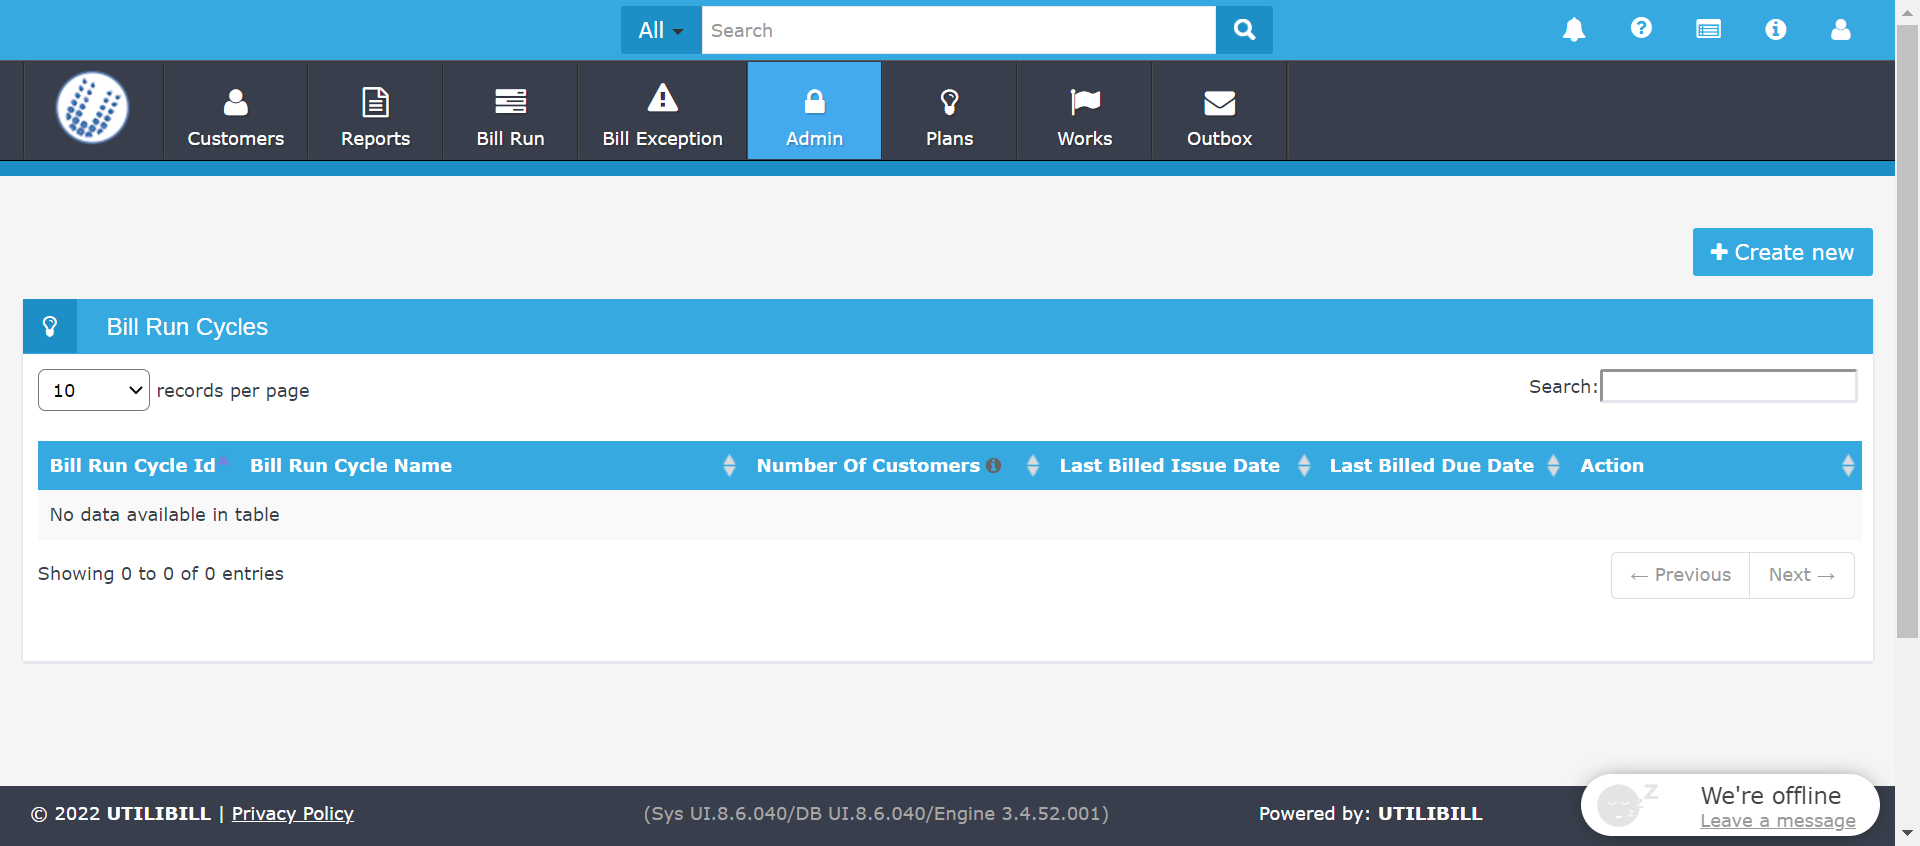 All
Search
Customers
Reports
Bill Run
Bill Exception
Admin
Plans
Works
Outbox
Create new
Bill Run Cycles
10 records per page
Search:
Bill Run Cycle Id Bill Run Cycle Name Number Of Customers Last Billed Issue Date Last Billed Due Date Action
No data available in table
Showing 0 to 0 of 0 entries
← Previous Next →
© 2022 UTILIBILL | Privacy Policy
(Sys UI.8.6.040/DB UI.8.6.040/Engine 3.4.52.001)
Powered by: UTILIBILL
We're offline
Leave a message